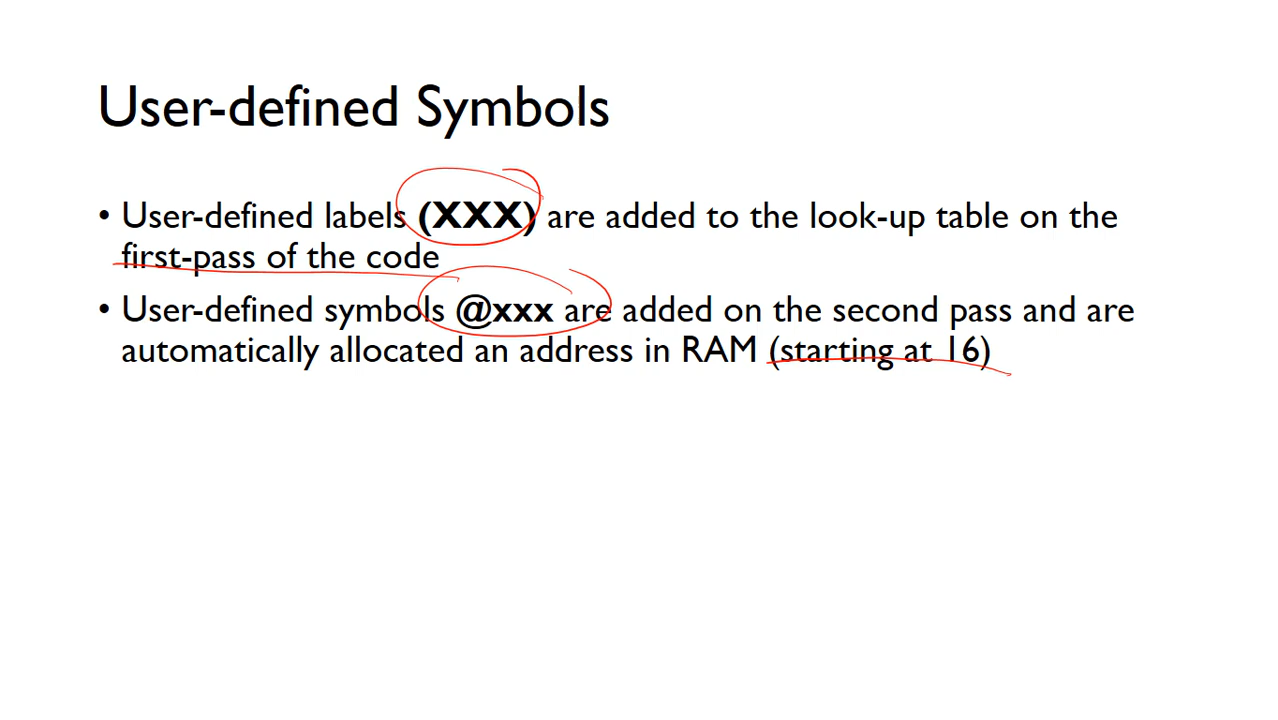 User-defined Symbols
• User-defined labels (XXX) are added to the look-up table on the
first-pass of the code
• User-defined symbols @xxx are added on the second pass and are
automatically allocated an address in RAM (starting at 16)